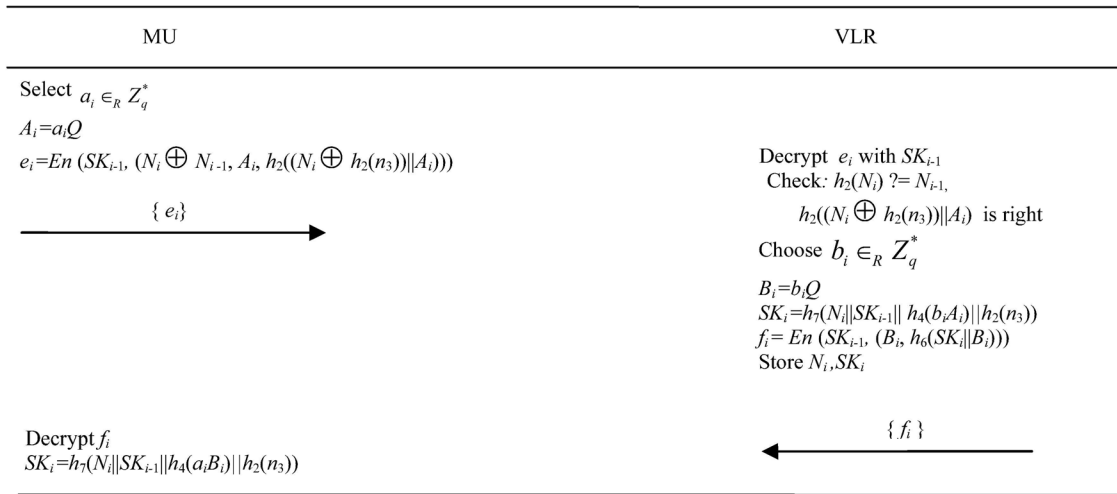 MU
VLR
Select a_i ∈_R Z_q^*
A_i=a_iQ
e_i=En (SK_{i-1}, (N_i ⊕ N_{i-1}, A_i, h_2((N_i ⊕ h_2(n_3))||A_i)))
{ e_i}
Decrypt e_i with SK_{i-1}
Check: h_2(N_i) ?= N_{i-1},
h_2((N_i ⊕ h_2(n_3))||A_i) is right
Choose b_i ∈_R Z_q^*
B_i=b_iQ
SK_i=h_7(N_i||SK_{i-1}|| h_4(b_iA_i)||h_2(n_3))
f_i= En (SK_{i-1}, (B_i, h_6(SK_i||B_i)))
Store N_i ,SK_i
{ f_i }
Decrypt f_i
SK_i=h_7(N_i||SK_{i-1}||h_4(a_iB_i)||h_2(n_3))